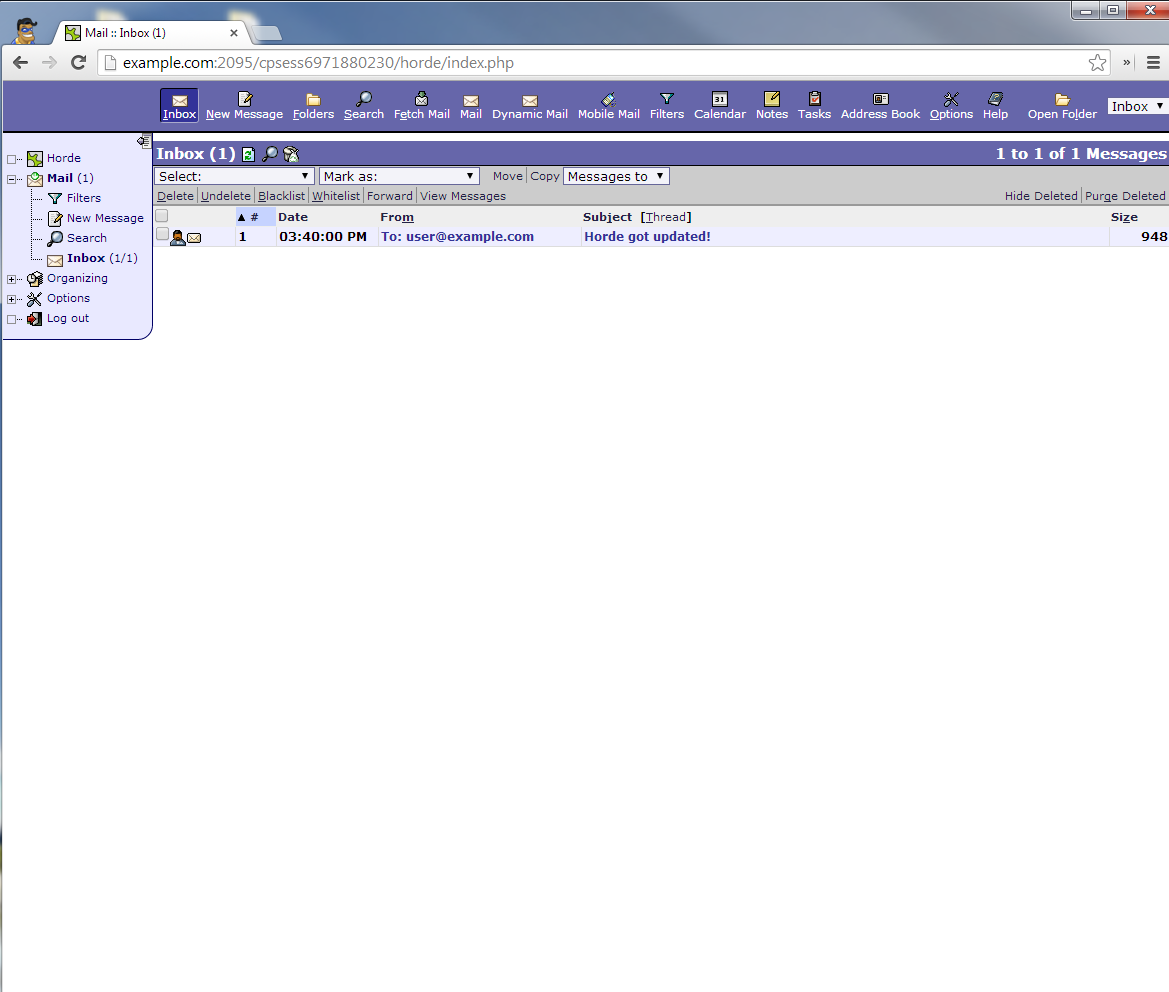 Mail :: Inbox (1)
example.com:2095/cpsess6971880230/horde/index.php
Inbox New Message Folders Search Fetch Mail Mail Dynamic Mail Mobile Mail Filters Calendar Notes Tasks Address Book Options Help Open Folder Inbox
31
Horde
Mail (1)
Filters
New Message
Search
Inbox (1/1)
Organizing
Options
Log out
Inbox (1) 1 to 1 of 1 Messages
Select: Mark as: Move Copy Messages to
Delete Undelete Blacklist Whitelist Forward View Messages Hide Deleted Purge Deleted
# Date From Subject [Thread] Size
1 03:40:00 PM To: user@example.com Horde got updated! 948